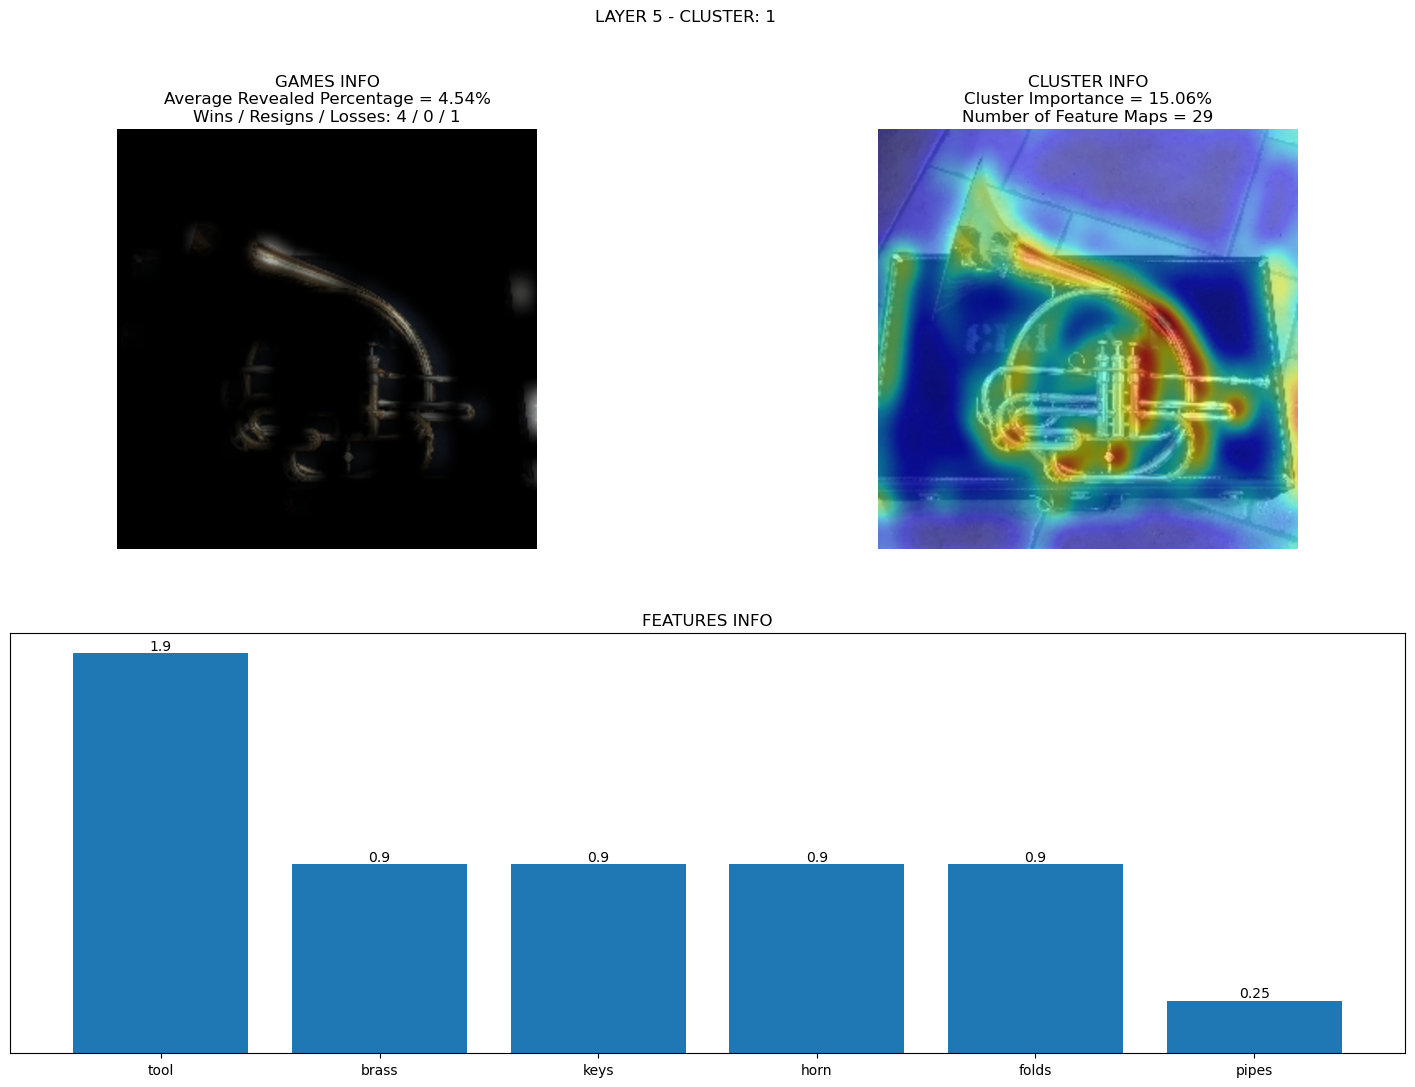 LAYER 5 - CLUSTER: 1
GAMES INFO
Average Revealed Percentage = 4.54%
Wins / Resigns / Losses: 4 / 0 / 1
CLUSTER INFO
Cluster Importance = 15.06%
Number of Feature Maps = 29
FEATURES INFO
1.9
0.9
0.9
0.9
0.9
0.25
tool
brass
keys
horn
folds
pipes